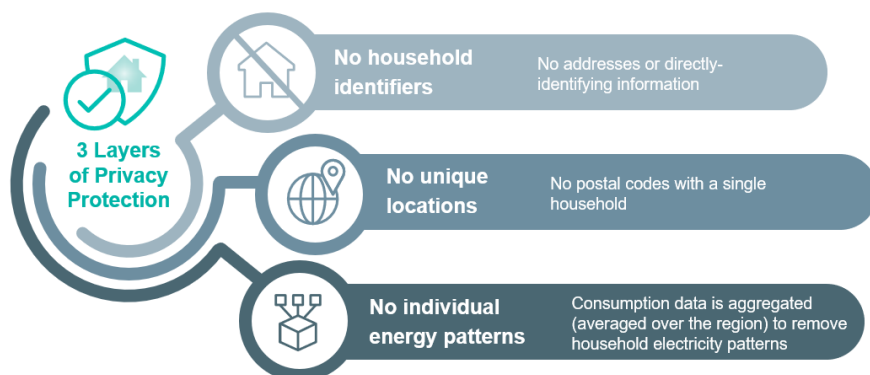 3 Layers
of Privacy
Protection
No household
identifiers
No addresses or directly-
identifying information
No unique
locations
No postal codes with a single
household
No individual
energy patterns
Consumption data is aggregated
(averaged over the region) to remove
household electricity patterns